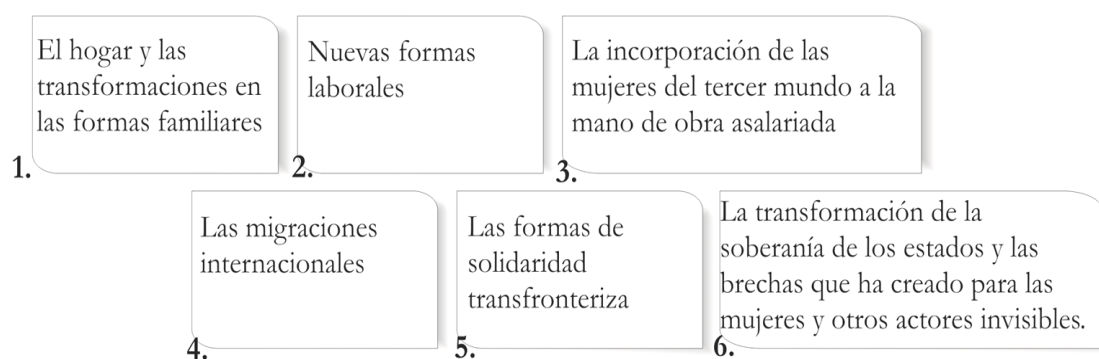 El hogar y las
transformaciones en
las formas familiares
1.
Nuevas formas
laborales
2.
La incorporación de las
mujeres del tercer mundo a la
mano de obra asalariada
3.
Las migraciones
internacionales
4.
Las formas de
solidaridad
transfronteriza
5.
La transformación de la
soberanía de los estados y las
brechas que ha creado para las
mujeres y otros actores invisibles.
6.